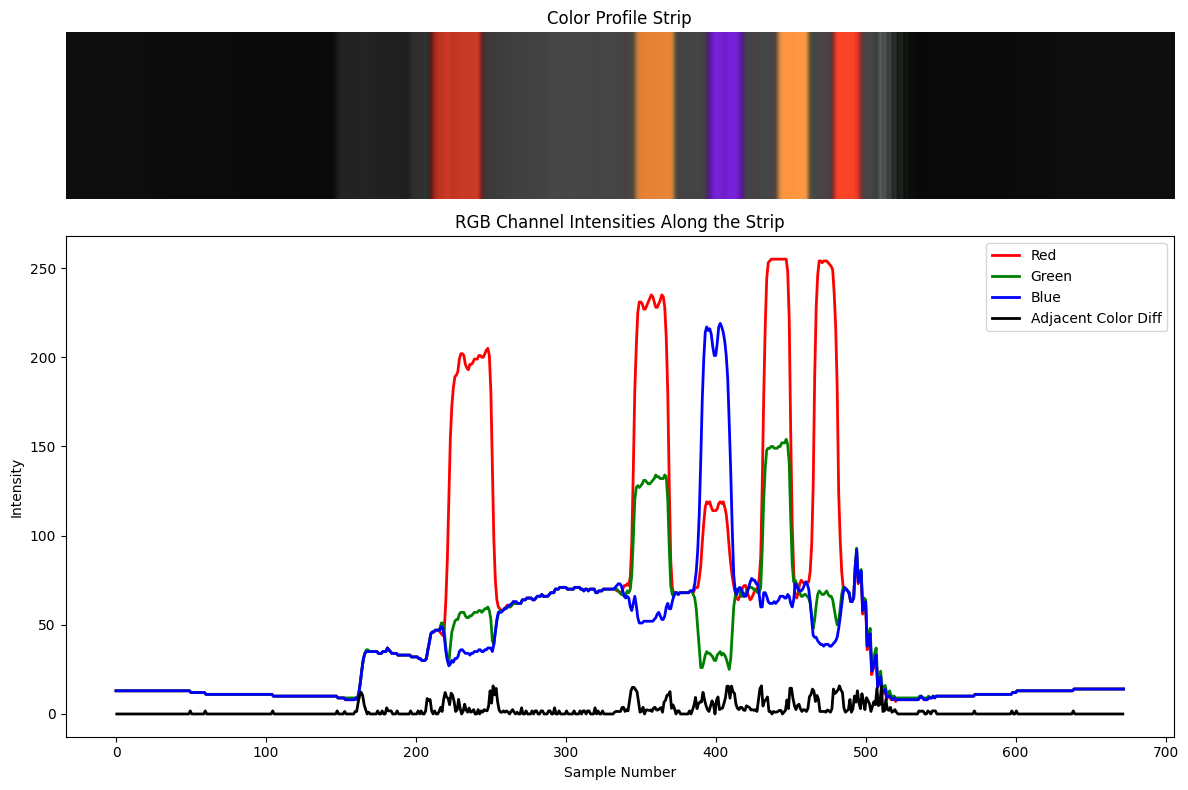 Color Profile Strip
RGB Channel Intensities Along the Strip
250
200
150
100
50
0
Intensity
Red
Green
Blue
Adjacent Color Diff
0 100 200 300 400 500 600 700
Sample Number